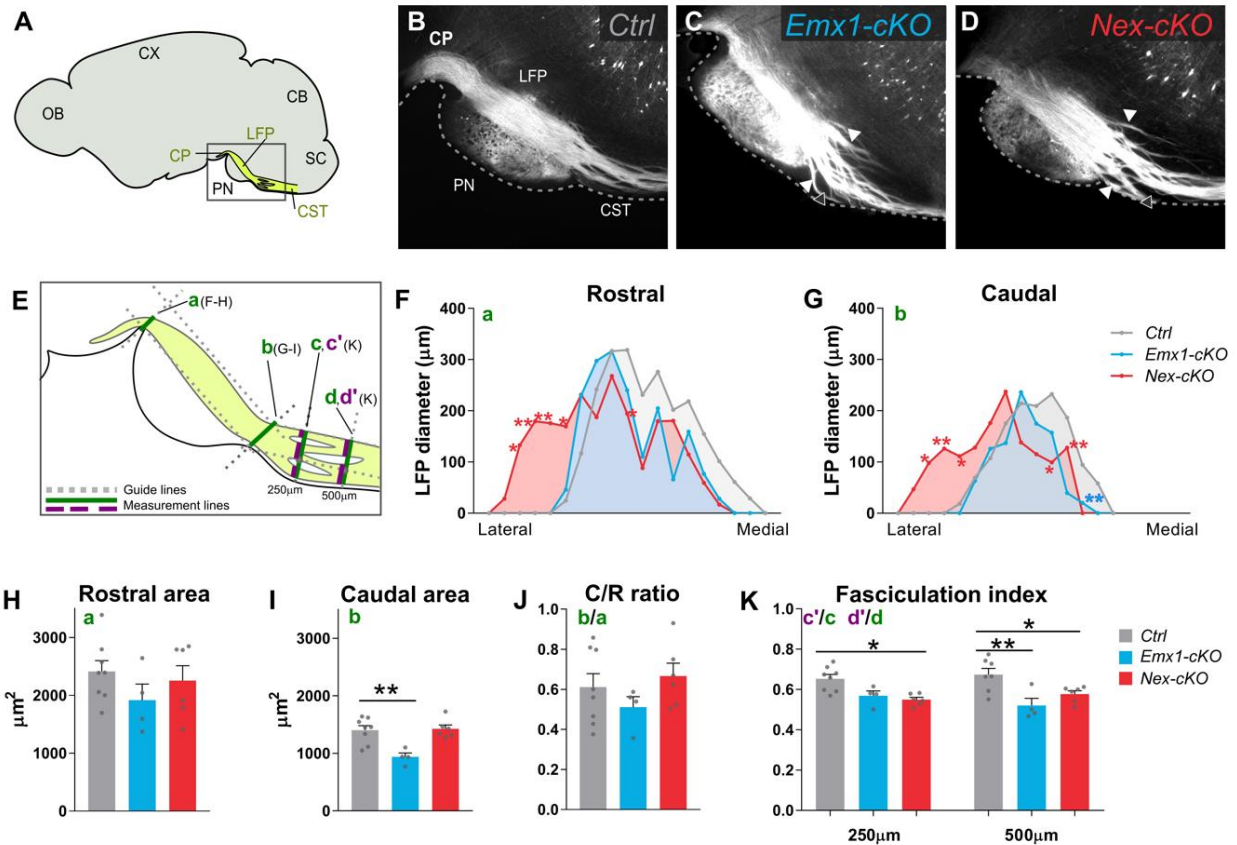 A
CX
OB
CB
LFP
CP
SC
PN
CST
B
Ctrl
CP
LFP
PN
CST
C
Emx1-cKO
D
Nex-cKO
E
a(F-H)
b(G-I)
c, c'(K)
d,d'(K)
250μm
500μm
Guide lines
Measurement lines
F
Rostral
a
LFP diameter (μm)
400
300
200
100
0
*
**
**
*
*
Lateral
Medial
G
Caudal
b
LFP diameter (μm)
400
300
200
100
0
*
**
*
*
**
**
Lateral
Medial
Ctrl
Emx1-cKO
Nex-cKO
H
Rostral area
a
μm2
3000
2000
1000
0
I
Caudal area
b
μm2
3000
2000
1000
0
**
J
C/R ratio
b/a
1.0
0.8
0.6
0.4
0.2
0.0
K
Fasciculation index
c'/c d'/d
1.0
0.8
0.6
0.4
0.2
0.0
*
**
*
250μm
500μm
Ctrl
Emx1-cKO
Nex-cKO